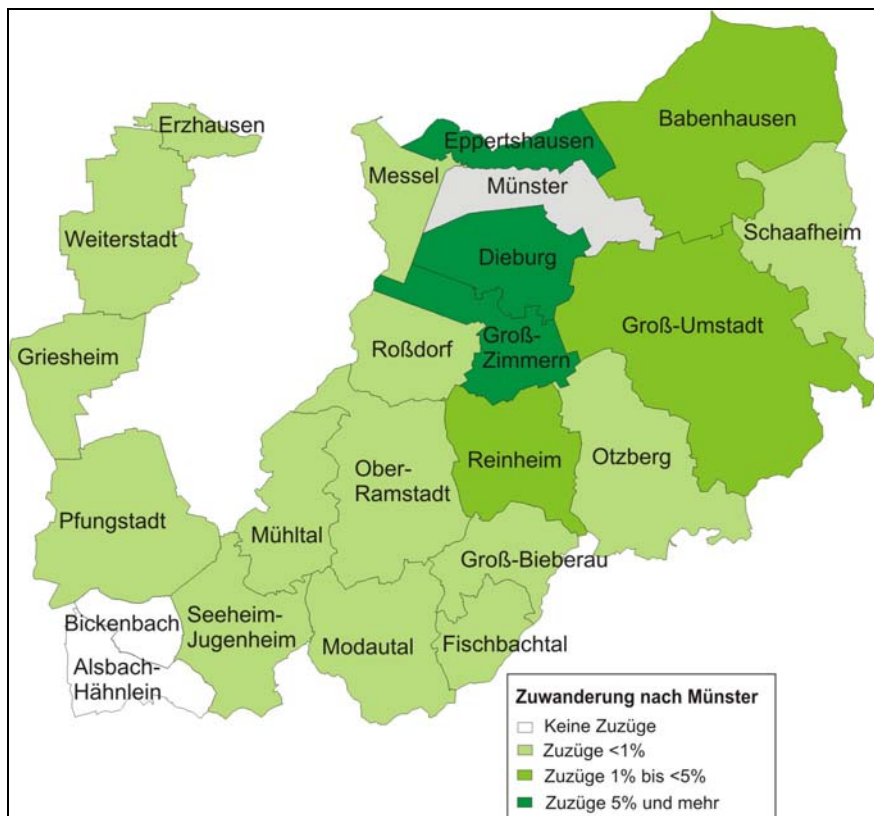 Erzhausen
Eppertshausen
Babenhausen
Messel
Münster
Weiterstadt
Schaafheim
Dieburg
Griesheim
Roßdorf
Groß-
Zimmern
Groß-Umstadt
Ober-
Ramstadt
Reinheim
Otzberg
Pfungstadt
Mühltal
Groß-Bieberau
Bickenbach
Seeheim-
Jugenheim
Modautal
Fischbachtal
Alsbach-
Hähnlein
Zuwanderung nach Münster
Keine Zuzüge
Zuzüge <1%
Zuzüge 1% bis <5%
Zuzüge 5% und mehr